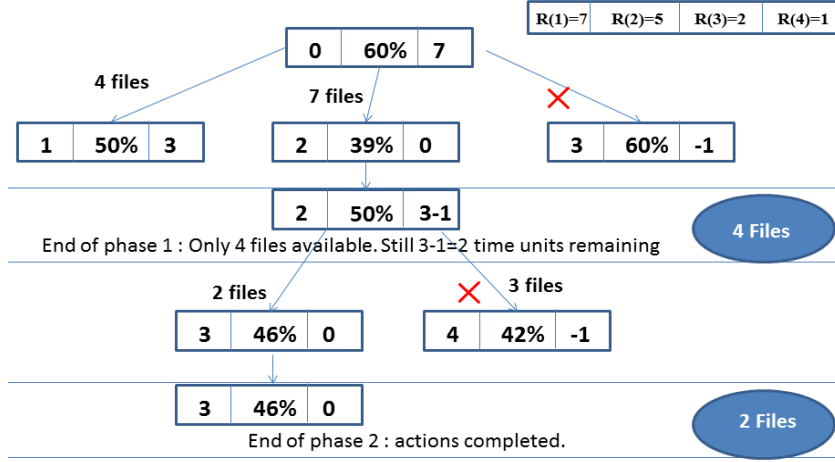 R(1)=7 R(2)=5 R(3)=2 R(4)=1
0 60% 7
4 files
7 files
1 50% 3
2 39% 0
3 60% -1
2 50% 3-1
4 Files
End of phase 1 : Only 4 files available. Still 3-1=2 time units remaining
2 files
3 files
3 46% 0
4 42% -1
3 46% 0
2 Files
End of phase 2 : actions completed.